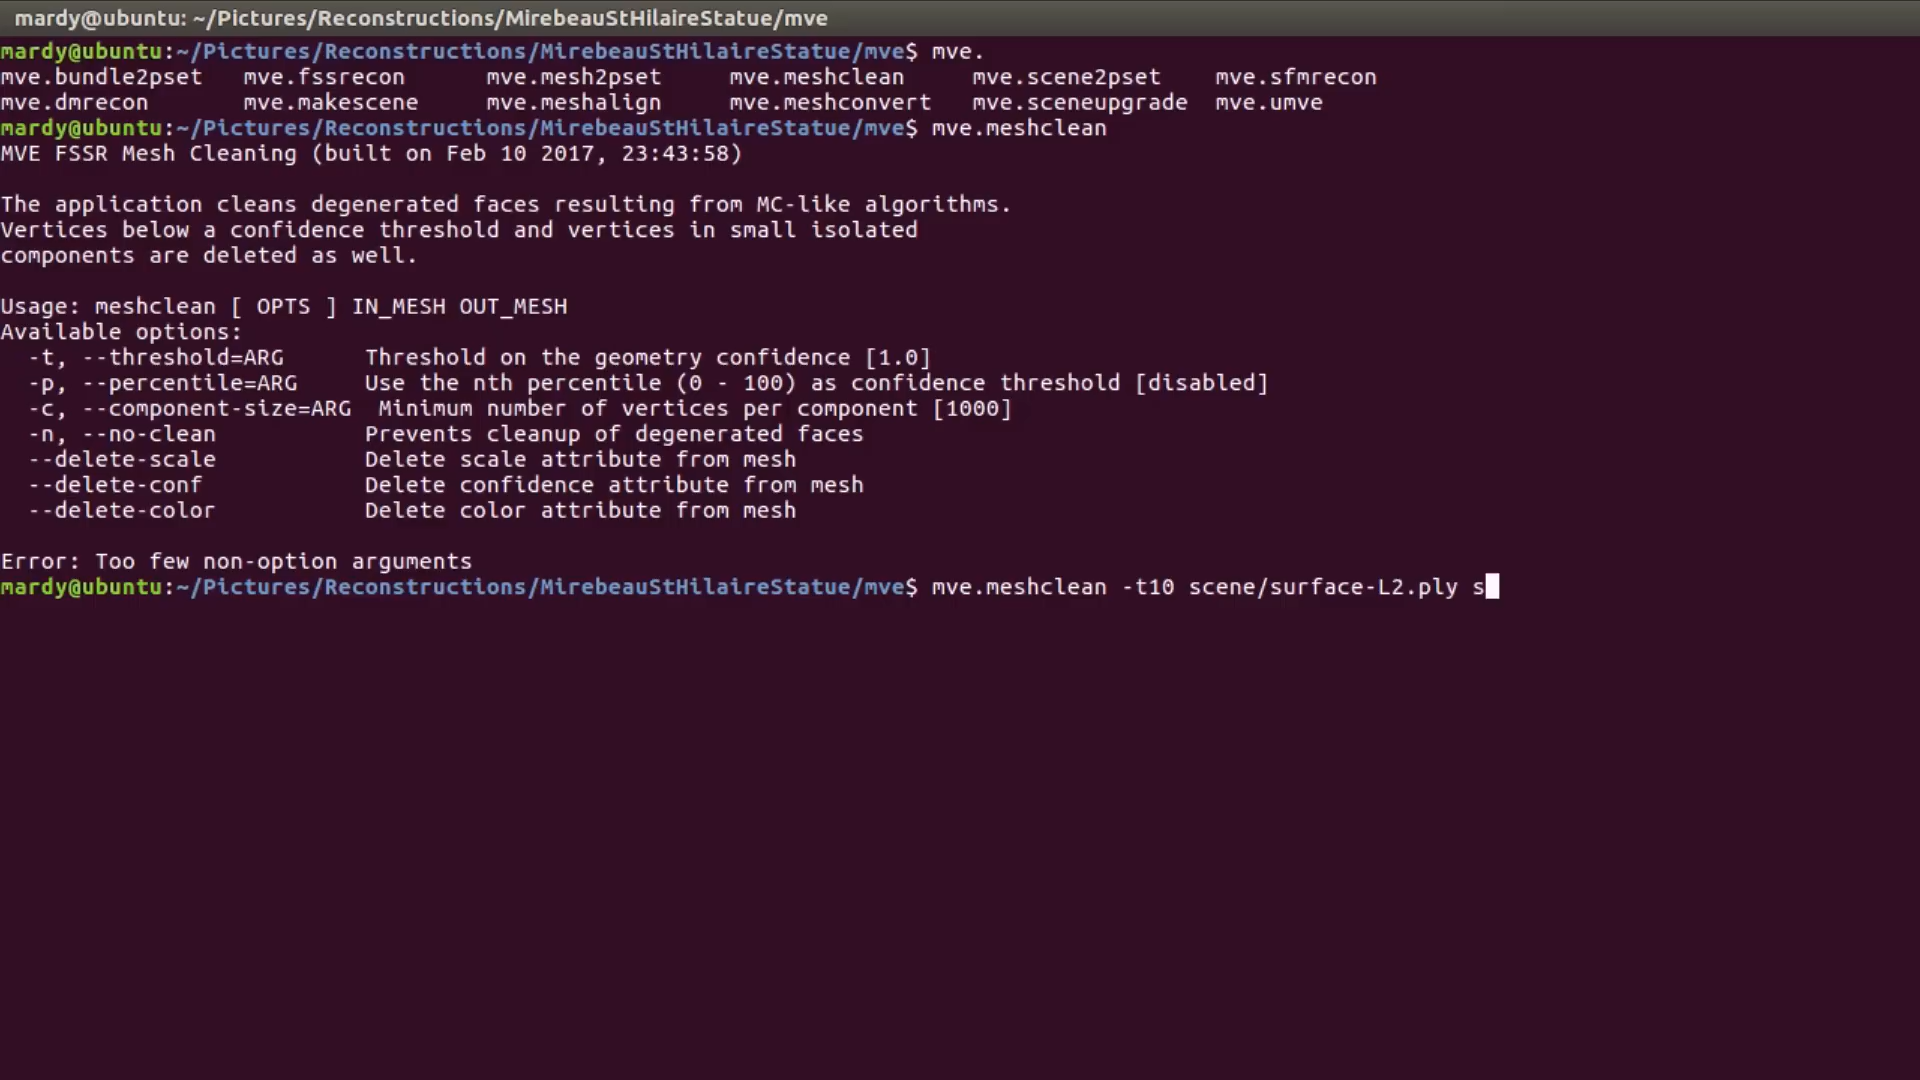 mardy@ubuntu: ~/Pictures/Reconstructions/MirebeauStHilaireStatue/mve
mardy@ubuntu:~/Pictures/Reconstructions/MirebeauStHilaireStatue/mve$ mve.
mve.bundle2pset   mve.fssrecon      mve.mesh2pset     mve.meshclean     mve.scene2pset    mve.sfmrecon
mve.dmrecon       mve.makescene     mve.meshalign     mve.meshconvert   mve.sceneupgrade  mve.umve
mardy@ubuntu:~/Pictures/Reconstructions/MirebeauStHilaireStatue/mve$ mve.meshclean
MVE FSSR Mesh Cleaning (built on Feb 10 2017, 23:43:58)

The application cleans degenerated faces resulting from MC-like algorithms.
Vertices below a confidence threshold and vertices in small isolated
components are deleted as well.

Usage: meshclean [ OPTS ] IN_MESH OUT_MESH
Available options:
  -t, --threshold=ARG      Threshold on the geometry confidence [1.0]
  -p, --percentile=ARG     Use the nth percentile (0 - 100) as confidence threshold [disabled]
  -c, --component-size=ARG  Minimum number of vertices per component [1000]
  -n, --no-clean           Prevents cleanup of degenerated faces
  --delete-scale           Delete scale attribute from mesh
  --delete-conf            Delete confidence attribute from mesh
  --delete-color           Delete color attribute from mesh

Error: Too few non-option arguments
mardy@ubuntu:~/Pictures/Reconstructions/MirebeauStHilaireStatue/mve$ mve.meshclean -t10 scene/surface-L2.ply s